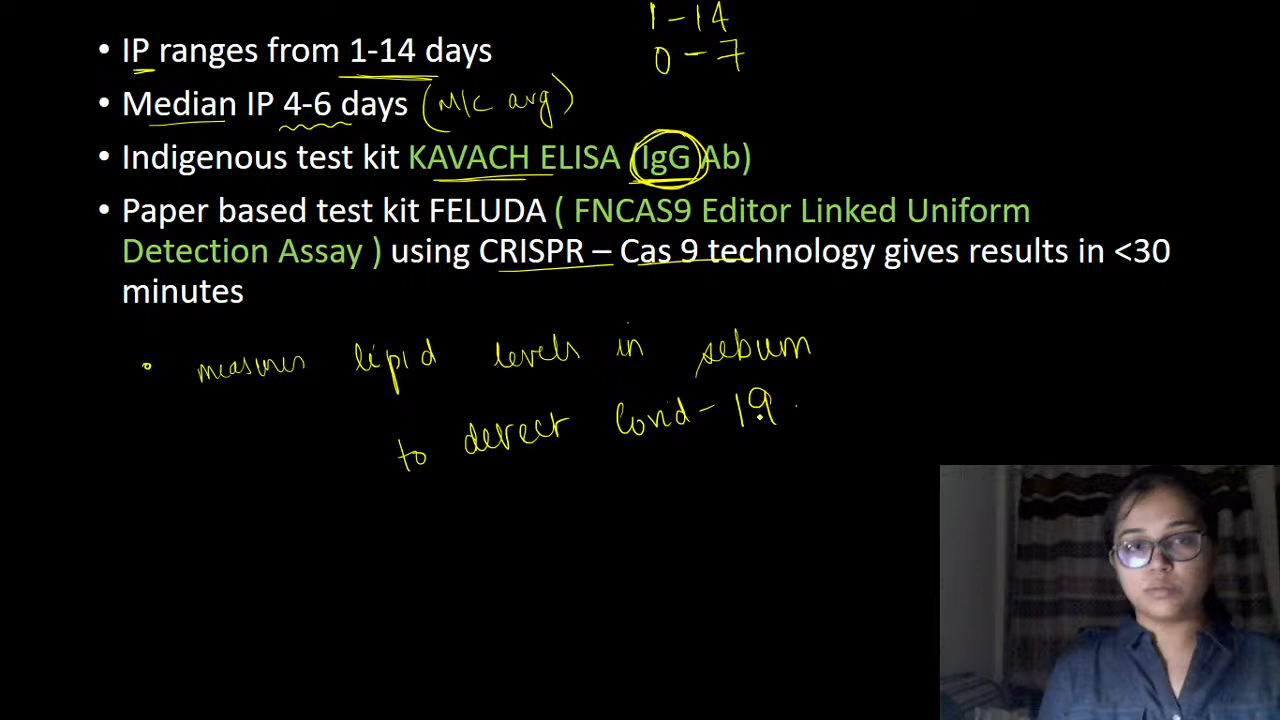 1-14
0-7
• IP ranges from 1-14 days
• Median IP 4-6 days (M/C avg)
• Indigenous test kit KAVACH ELISA (IgG Ab)
• Paper based test kit FELUDA ( FNCAS9 Editor Linked Uniform
Detection Assay ) using CRISPR – Cas 9 technology gives results in <30
minutes
• measures lipid levels in sebum
to detect Covid-19.